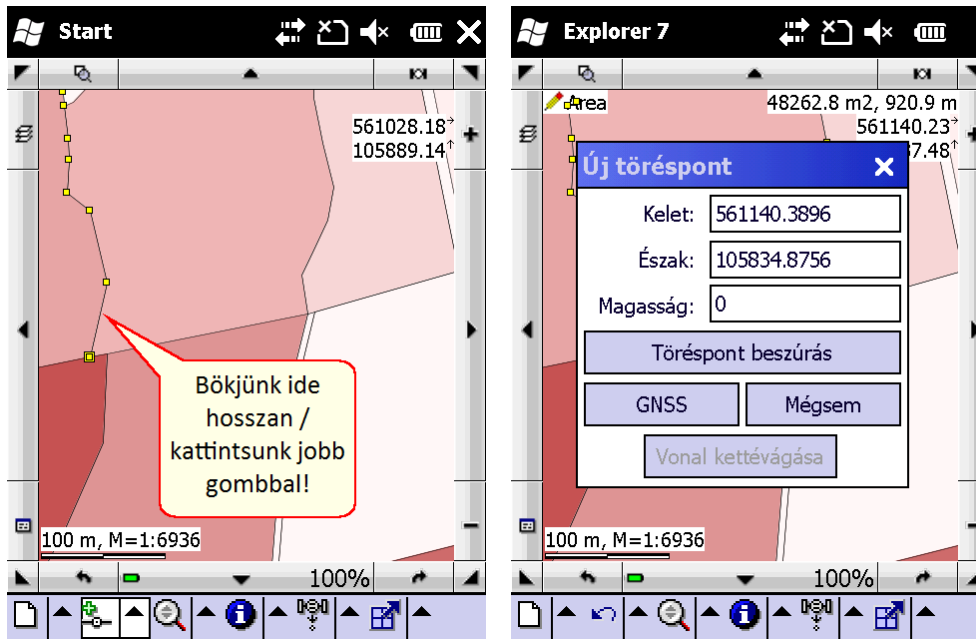 Start
561028.18
105889.14
Bökjünk ide
hosszan /
kattintsunk jobb
gombbal!
100 m, M=1:6936
100%
Explorer 7
Area
48262.8 m2, 920.9 m
561140.23
37.48
Új töréspont
Kelet: 561140.3896
Észak: 105834.8756
Magasság: 0
Töréspont beszúrás
GNSS Mégsem
Vonal kettévágása
100 m, M=1:6936
100%